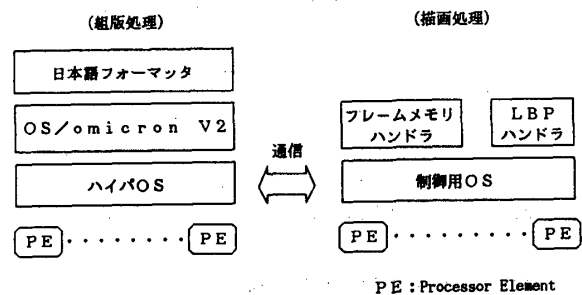 (組版処理)
日本語フォーマッタ
OS/omicron V2
ハイパOS
PE・・・・・・・・PE
通信
(描画処理)
フレームメモリ
ハンドラ
LBP
ハンドラ
制御用OS
PE・・・・・・・・・PE
PE:Processor Element